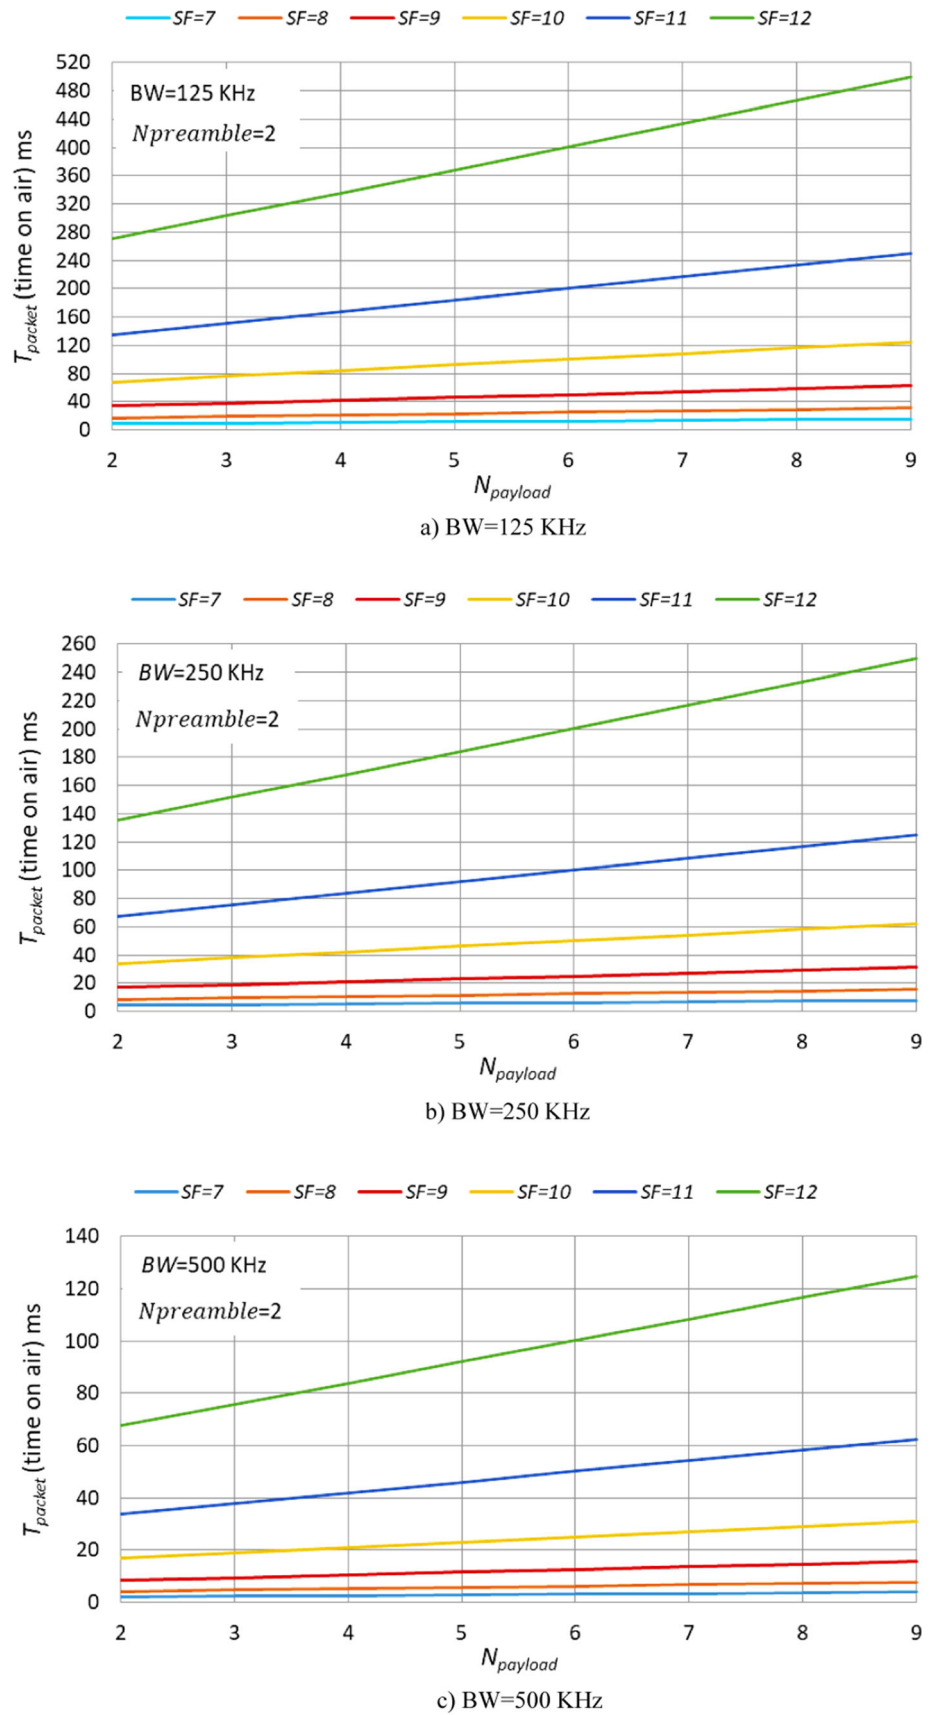 SF=7 SF=8 SF=9 SF=10 SF=11 SF=12
520
480
440
400
360
320
280
240
200
160
120
80
40
0
BW=125 KHz
Npreamble=2
Tpacket (time on air) ms
2 3 4 5 6 7 8 9
Npayload
a) BW=125 KHz
SF=7 SF=8 SF=9 SF=10 SF=11 SF=12
260
240
220
200
180
160
140
120
100
80
60
40
20
0
BW=250 KHz
Npreamble=2
Tpacket (time on air) ms
2 3 4 5 6 7 8 9
Npayload
b) BW=250 KHz
SF=7 SF=8 SF=9 SF=10 SF=11 SF=12
140
120
100
80
60
40
20
0
BW=500 KHz
Npreamble=2
Tpacket (time on air) ms
2 3 4 5 6 7 8 9
Npayload
c) BW=500 KHz